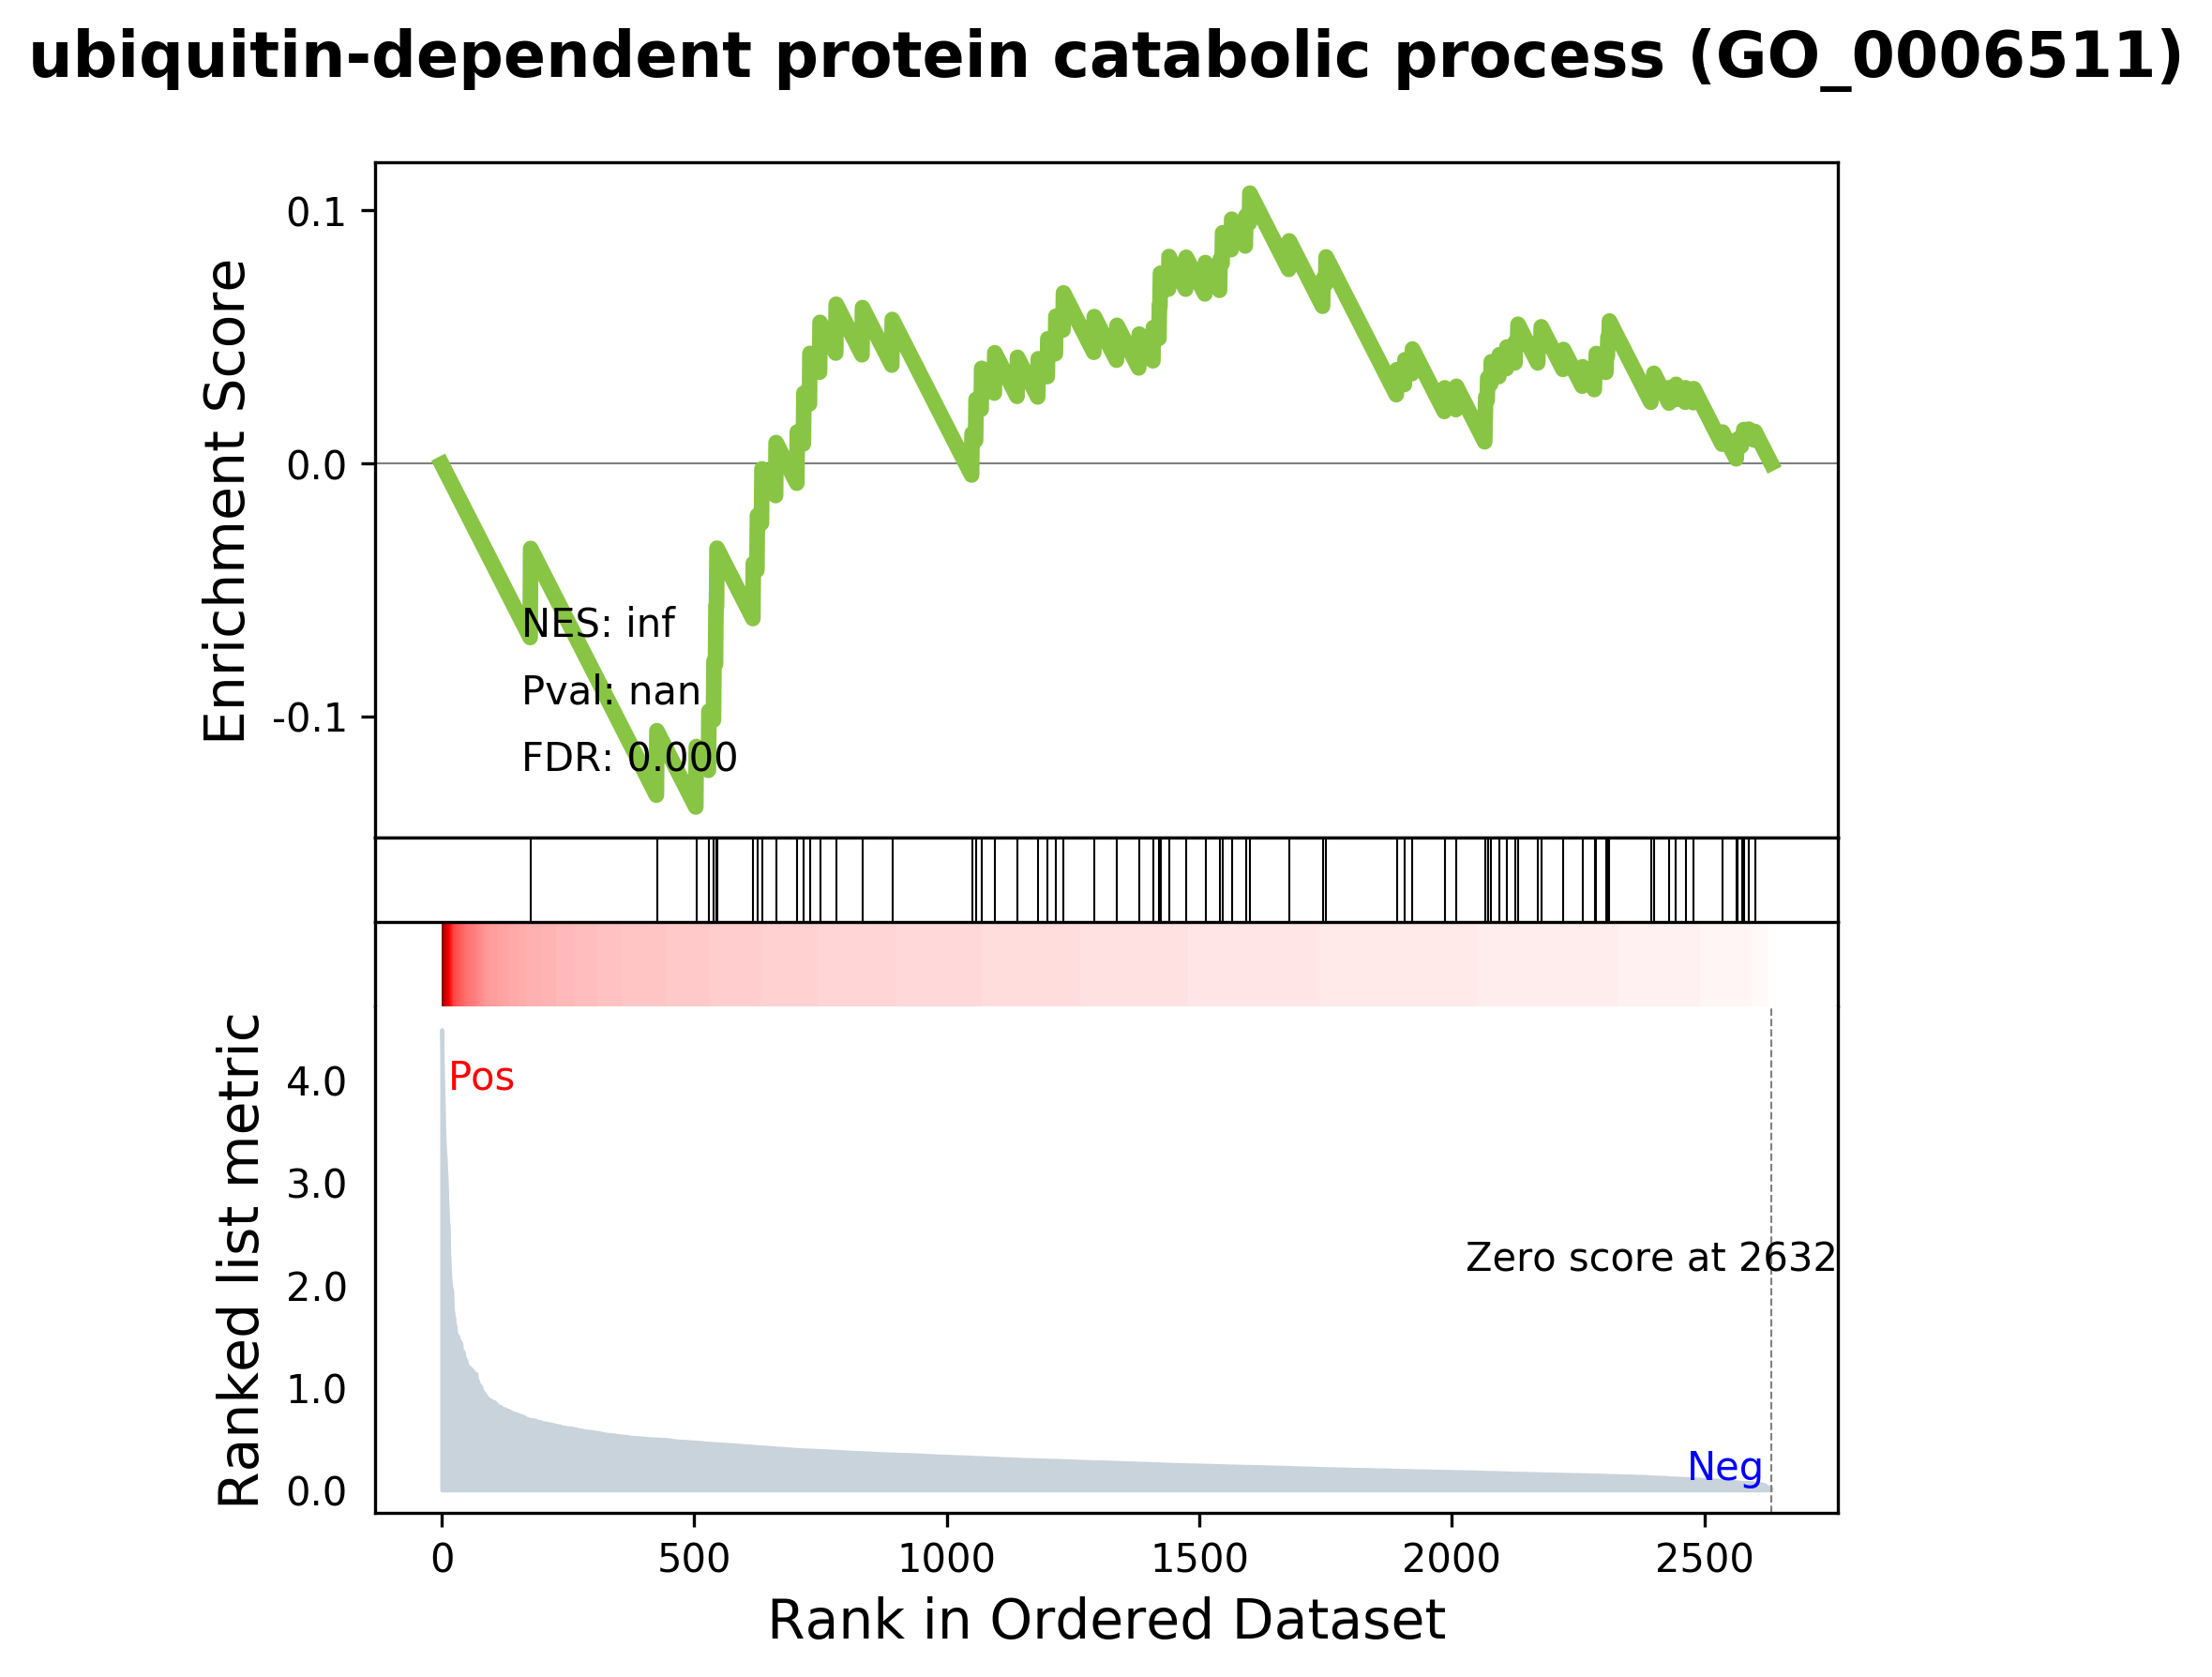 ubiquitin-dependent protein catabolic process (GO_0006511)
Enrichment Score
0.1
0.0
-0.1
NES: inf
Pval: nan
FDR: 0.000
Ranked list metric
4.0
3.0
2.0
1.0
0.0
Pos
Zero score at 2632
Neg
0 500 1000 1500 2000 2500
Rank in Ordered Dataset